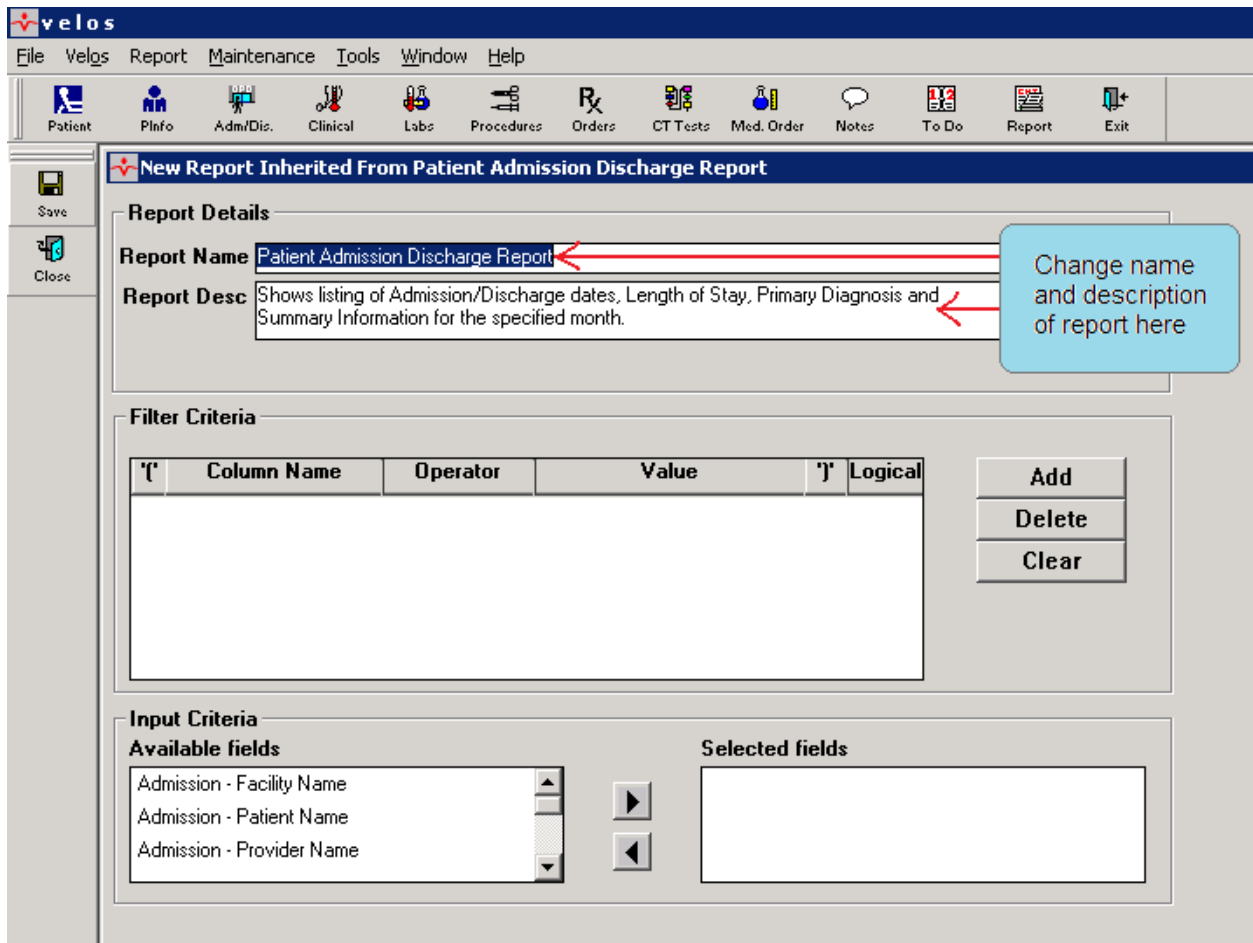 velos
File Velos Report Maintenance Tools Window Help
Patient PInfo Adm/Dis. Clinical Labs Procedures Orders CT Tests Med. Order Notes To Do Report Exit
Save
Close
New Report Inherited From Patient Admission Discharge Report
Report Details
Report Name Patient Admission Discharge Report
Report Desc Shows listing of Admission/Discharge dates, Length of Stay, Primary Diagnosis and
Summary Information for the specified month.
Change name
and description
of report here
Filter Criteria
'(' Column Name Operator Value ')' Logical
Add
Delete
Clear
Input Criteria
Available fields Selected fields
Admission - Facility Name
Admission - Patient Name
Admission - Provider Name